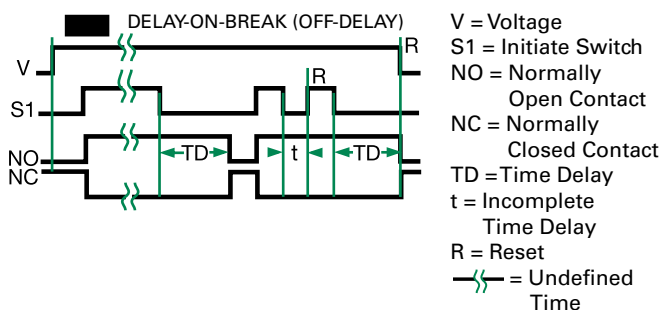 DELAY-ON-BREAK (OFF-DELAY)
R
V
R
S1
TD
t
TD
NO
NC
V = Voltage
S1 = Initiate Switch
NO = Normally
Open Contact
NC = Normally
Closed Contact
TD =Time Delay
t = Incomplete
Time Delay
R = Reset
= Undefined
Time